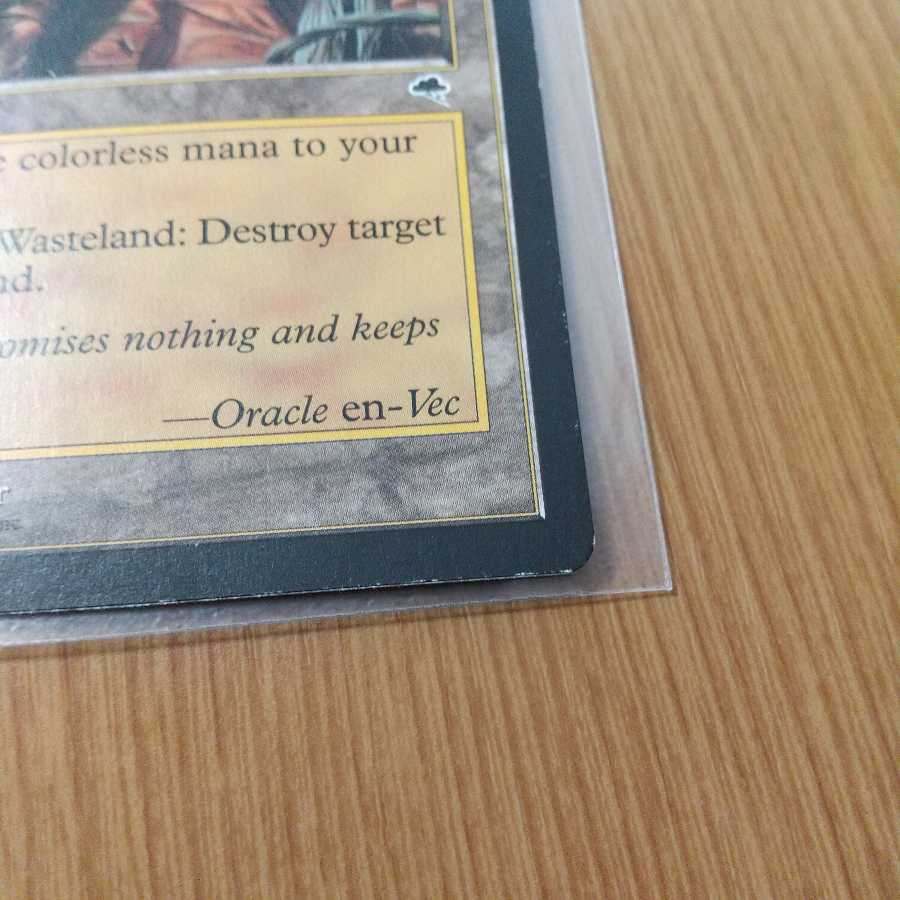 colorless mana to your
Wasteland: Destroy target
nd.
omises nothing and keeps
—Oracle en-Vec